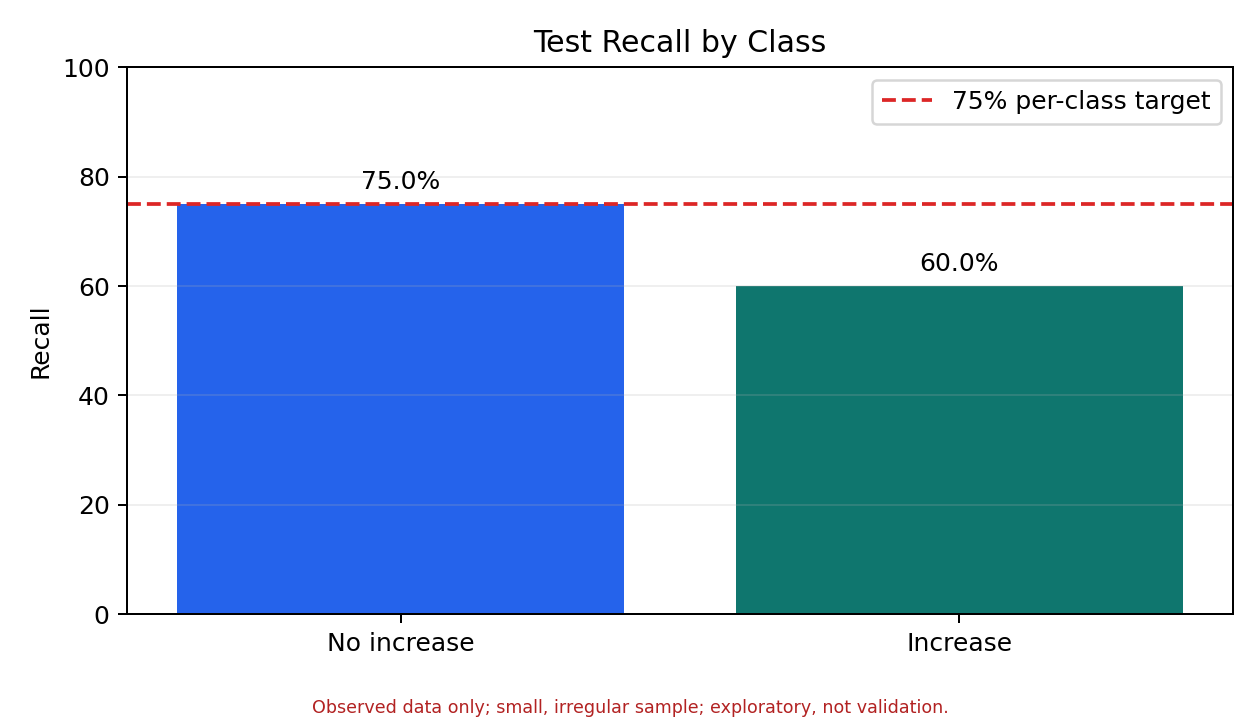 Test Recall by Class
75% per-class target
Recall
100
80
60
40
20
0
75.0%
60.0%
No increase
Increase
Observed data only; small, irregular sample; exploratory, not validation.